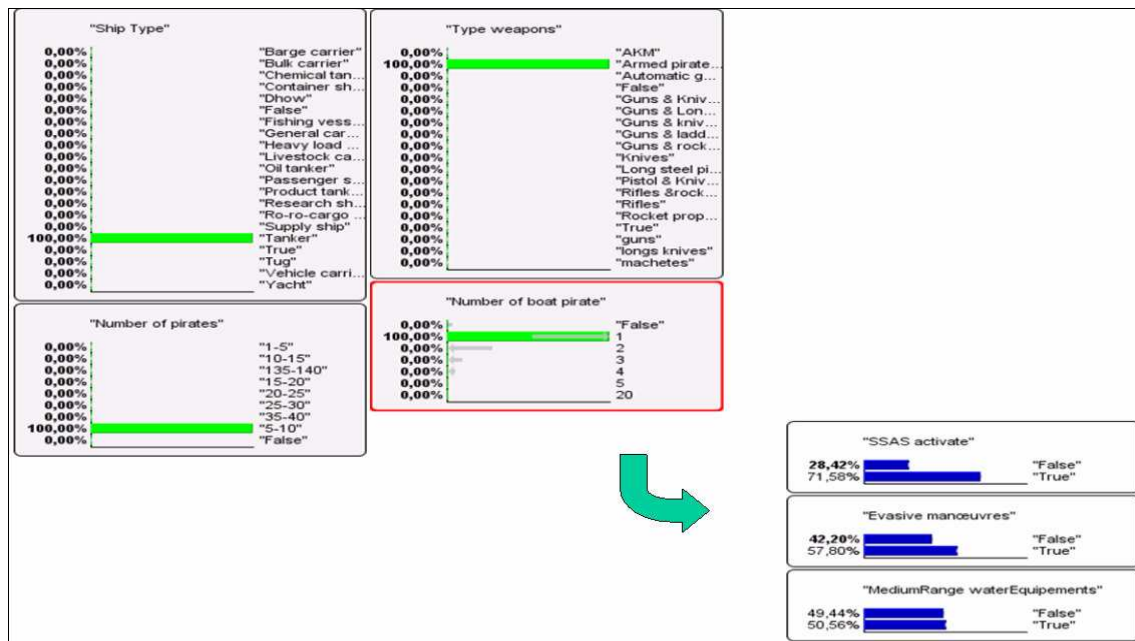 "Ship Type"
0,00% "Barge carrier"
0,00% "Bulk carrier"
0,00% "Chemical tan...
0,00% "Container sh...
0,00% "Dhow"
0,00% "False"
0,00% "Fishing vess...
0,00% "General car...
0,00% "Heavy load ...
0,00% "Livestock ca...
0,00% "Oil tanker"
0,00% "Passenger s...
0,00% "Product tank...
0,00% "Research sh...
0,00% "Ro-ro-cargo ...
0,00% "Supply ship"
100,00% "Tanker"
0,00% "True"
0,00% "Tug"
0,00% "Vehicle carri...
0,00% "Yacht"
"Type weapons"
0,00% "AKM"
100,00% "Armed pirate...
0,00% "Automatic g...
0,00% "False"
0,00% "Guns & Kniv...
0,00% "Guns & Lon...
0,00% "Guns & kniv...
0,00% "Guns & ladd...
0,00% "Guns & rock...
0,00% "Knives"
0,00% "Long steel pi...
0,00% "Pistol & Kniv...
0,00% "Rifles &rock...
0,00% "Rifles"
0,00% "Rocket prop...
0,00% "True"
0,00% "guns"
0,00% "longs knives"
0,00% "machetes"
"Number of pirates"
0,00% "1-5"
0,00% "10-15"
0,00% "135-140"
0,00% "15-20"
0,00% "20-25"
0,00% "25-30"
0,00% "35-40"
100,00% "5-10"
0,00% "False"
"Number of boat pirate"
0,00% "False"
100,00% 1
0,00% 2
0,00% 3
0,00% 4
0,00% 5
0,00% 20
"SSAS activate"
28,42% "False"
71,58% "True"
"Evasive manœuvres"
42,20% "False"
57,80% "True"
"MediumRange waterEquipements"
49,44% "False"
50,56% "True"